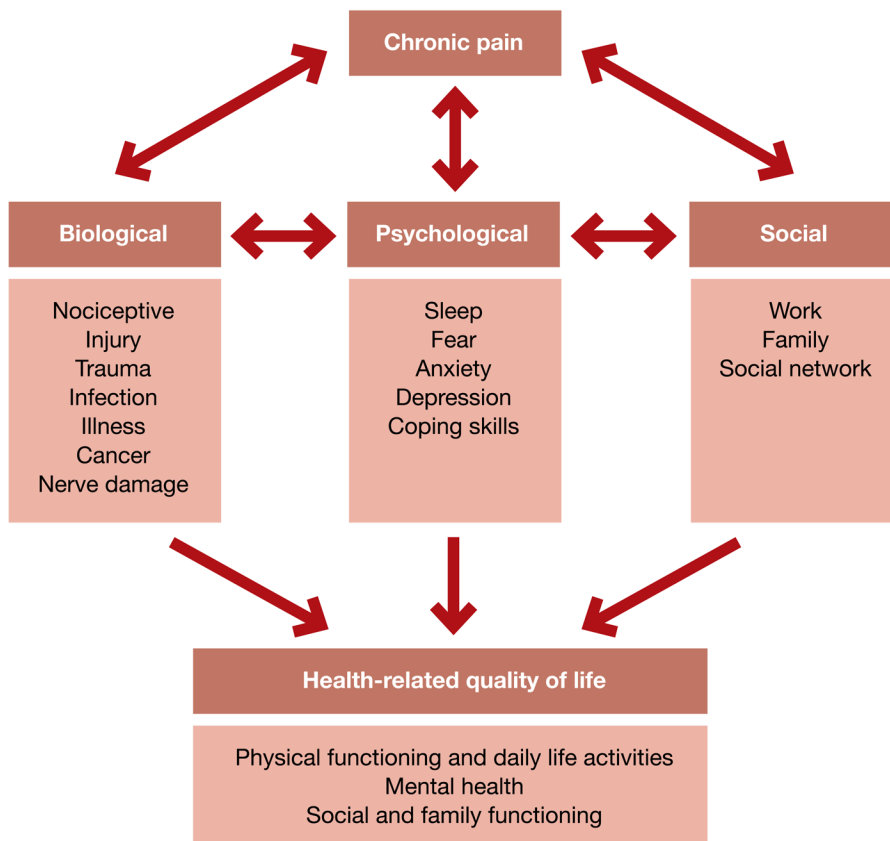 Chronic pain
Biological
Nociceptive
Injury
Trauma
Infection
Illness
Cancer
Nerve damage
Psychological
Sleep
Fear
Anxiety
Depression
Coping skills
Social
Work
Family
Social network
Health-related quality of life
Physical functioning and daily life activities
Mental health
Social and family functioning